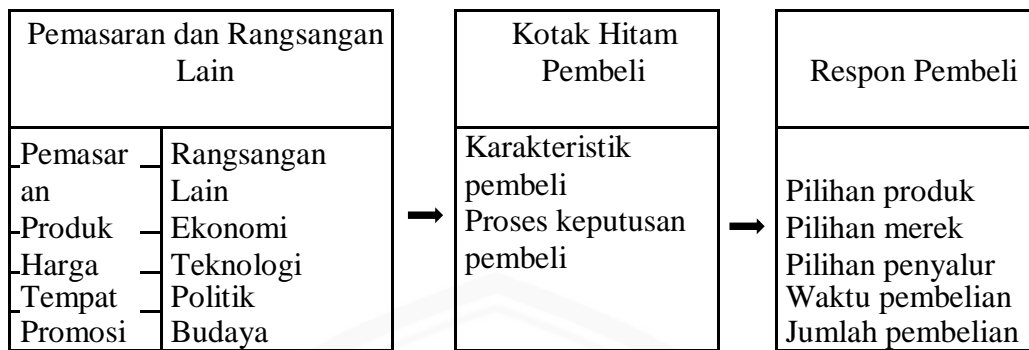 Pemasaran dan Rangsangan
Lain
Pemasar
an
Produk
Harga
Tempat
Promosi
Rangsangan
Lain
Ekonomi
Teknologi
Politik
Budaya
Kotak Hitam
Pembeli
Karakteristik
pembeli
Proses keputusan
pembeli
Respon Pembeli
Pilihan produk
Pilihan merek
Pilihan penyalur
Waktu pembelian
Jumlah pembelian